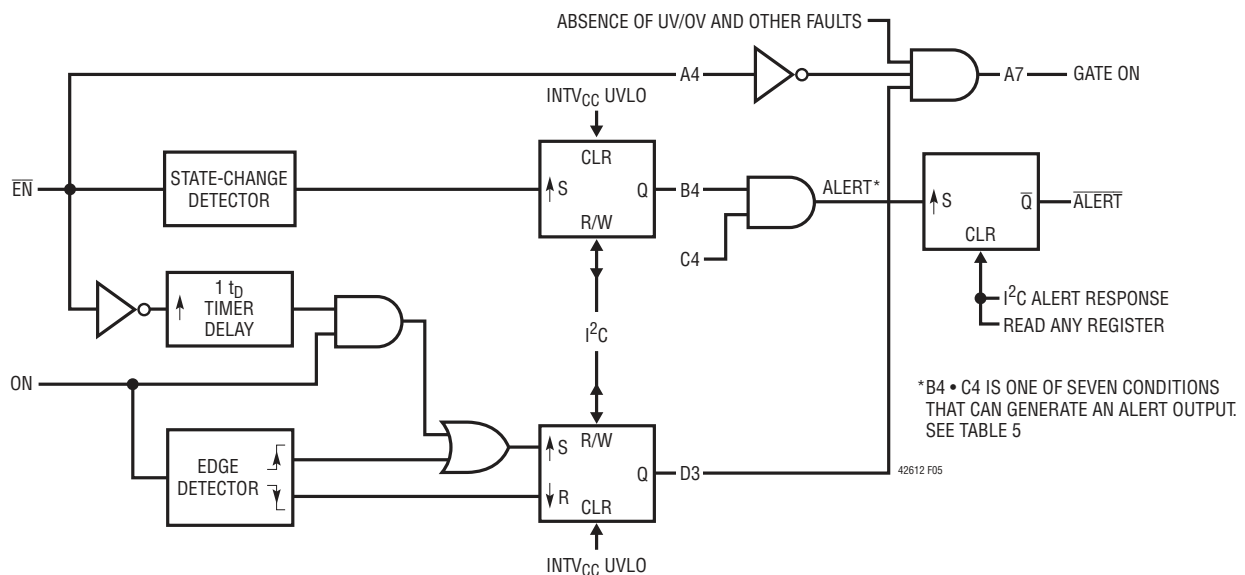 ABSENCE OF UV/OV AND OTHER FAULTS
A4
A7
GATE ON
INTVCC UVLO
CLR
EN
STATE-CHANGE
DETECTOR
S
Q
B4
R/W
ALERT*
C4
S
Q
ALERT
CLR
1 tD
TIMER
DELAY
I2C
I2C ALERT RESPONSE
READ ANY REGISTER
ON
*B4 • C4 IS ONE OF SEVEN CONDITIONS
THAT CAN GENERATE AN ALERT OUTPUT.
SEE TABLE 5
EDGE
DETECTOR
R/W
S
Q
D3
R
CLR
42612 F05
INTVCC UVLO